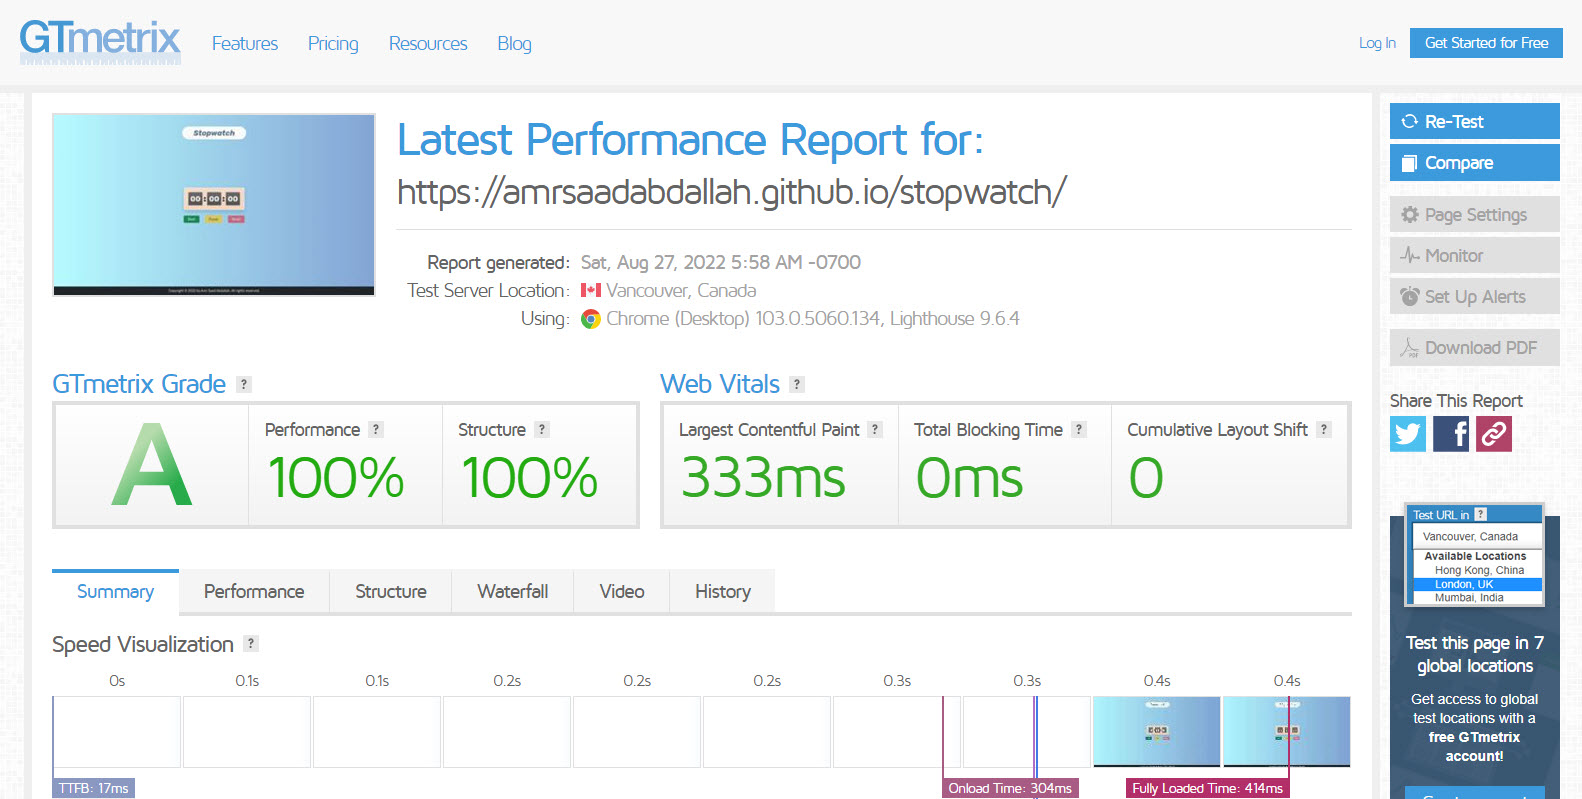 GTmetrix
Features Pricing Resources Blog
Log In Get Started for Free
Stopwatch
00:00:00
Latest Performance Report for:
https://amrsaadabdallah.github.io/stopwatch/
Report generated: Sat, Aug 27, 2022 5:58 AM -0700
Test Server Location: Vancouver, Canada
Using: Chrome (Desktop) 103.0.5060.134, Lighthouse 9.6.4
GTmetrix Grade ?
A
Performance ?
100%
Structure ?
100%
Web Vitals ?
Largest Contentful Paint ?
333ms
Total Blocking Time ?
0ms
Cumulative Layout Shift ?
0
Summary Performance Structure Waterfall Video History
Speed Visualization ?
0s 0.1s 0.1s 0.2s 0.2s 0.2s 0.3s 0.3s 0.4s 0.4s
TTFB: 17ms
Onload Time: 304ms
Fully Loaded Time: 414ms
Re-Test
Compare
Page Settings
Monitor
Set Up Alerts
PDF Download PDF
Share This Report
Test URL in ?
Vancouver, Canada
Available Locations
Hong Kong, China
London, UK
Mumbai, India
Test this page in 7
global locations
Get access to global
test locations with a
free GTmetrix
account!